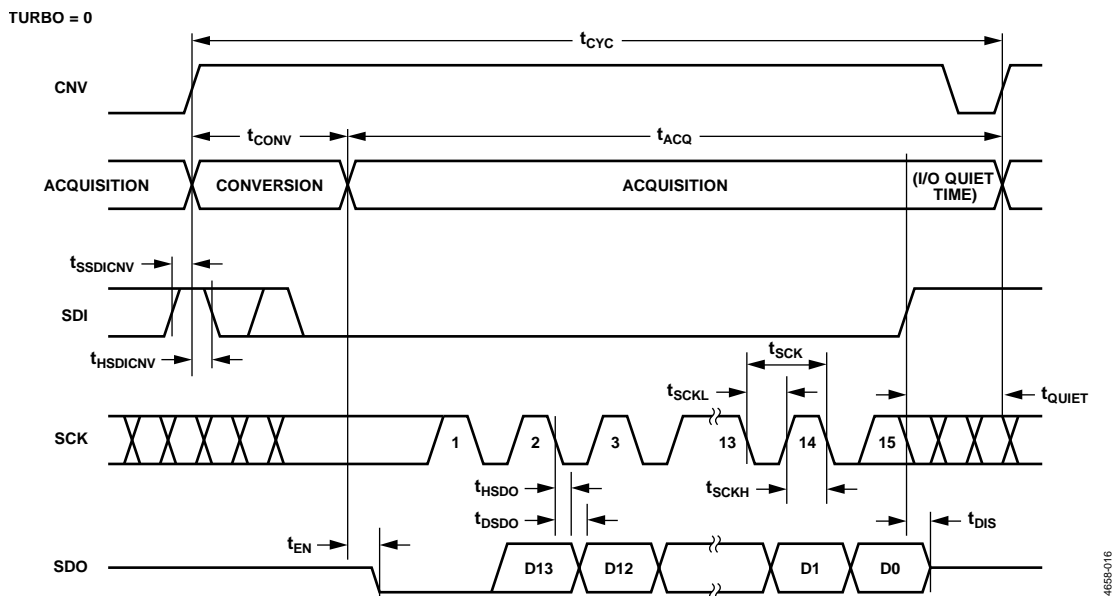 TURBO = 0
tCYC
CNV
tCONV
tACQ
ACQUISITION
CONVERSION
ACQUISITION
(I/O QUIET
TIME)
tSSDICNV
SDI
tHSDICNV
tSCK
tSCKL
tQUIET
SCK
1
2
3
13
14
15
tHSDO
tSCKH
tDSDO
tDIS
tEN
SDO
D13
D12
D1
D0
4658-016